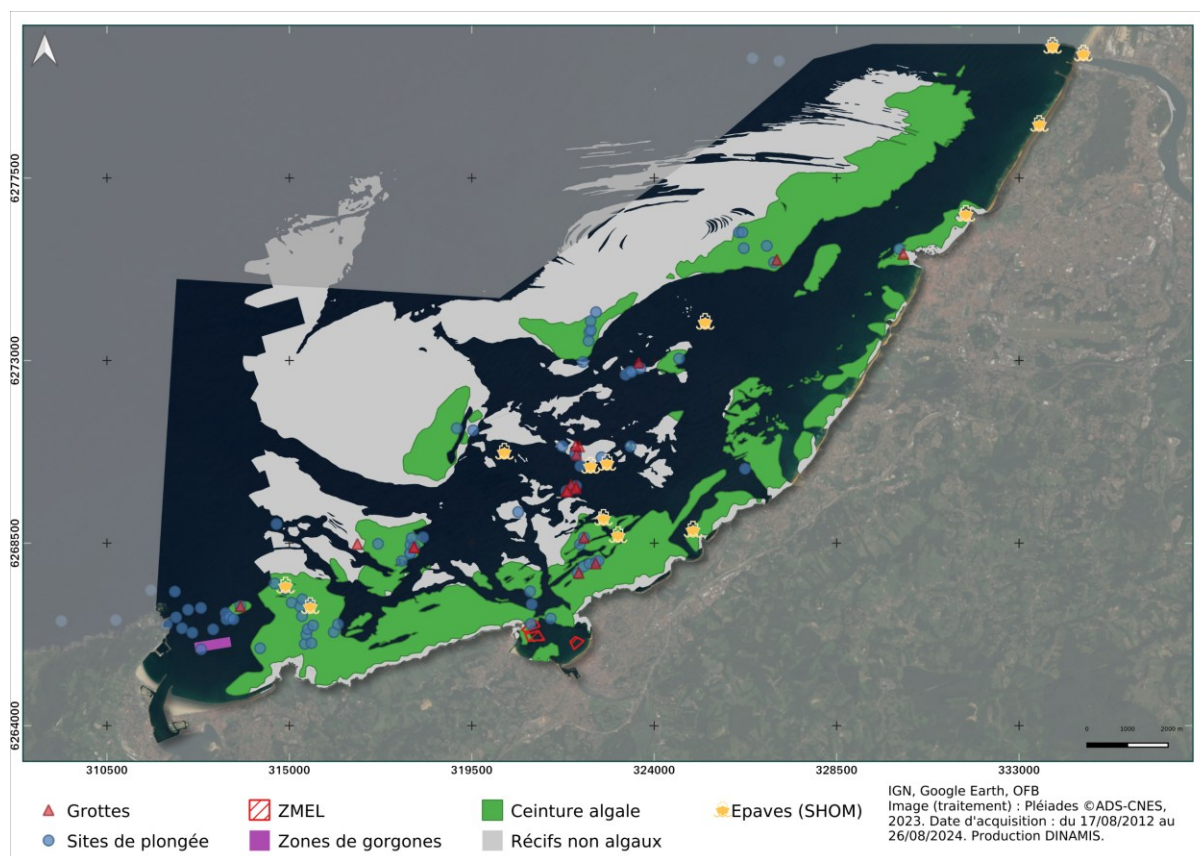 6277500
6273000
6268500
6264000
310500 315000 319500 324000 328500 333000
0 1000 2000 m
Grottes ZMEL Ceinture algale Epaves (SHOM)
Sites de plongée Zones de gorgones Récifs non algaux
IGN, Google Earth, OFB
Image (traitement) : Pléiades ©ADS-CNES,
2023. Date d'acquisition : du 17/08/2012 au
26/08/2024. Production DINAMIS.